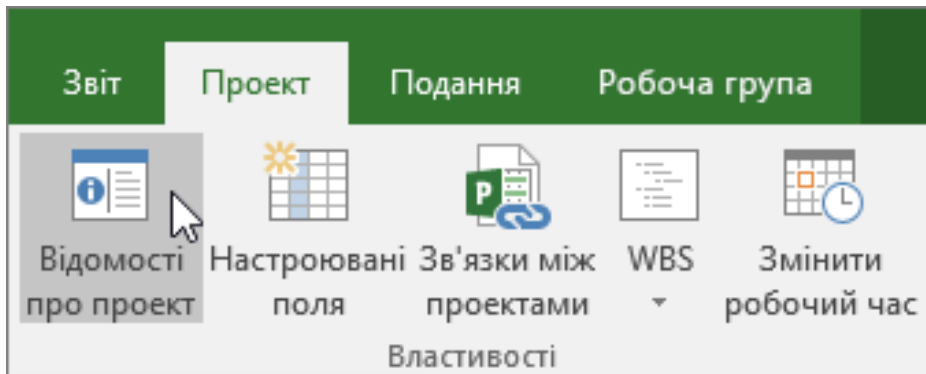 Звіт Проект Подання Робоча група
Відомості Настроювані Зв'язки між WBS Змінити
про проект поля проектами робочий час
Властивості